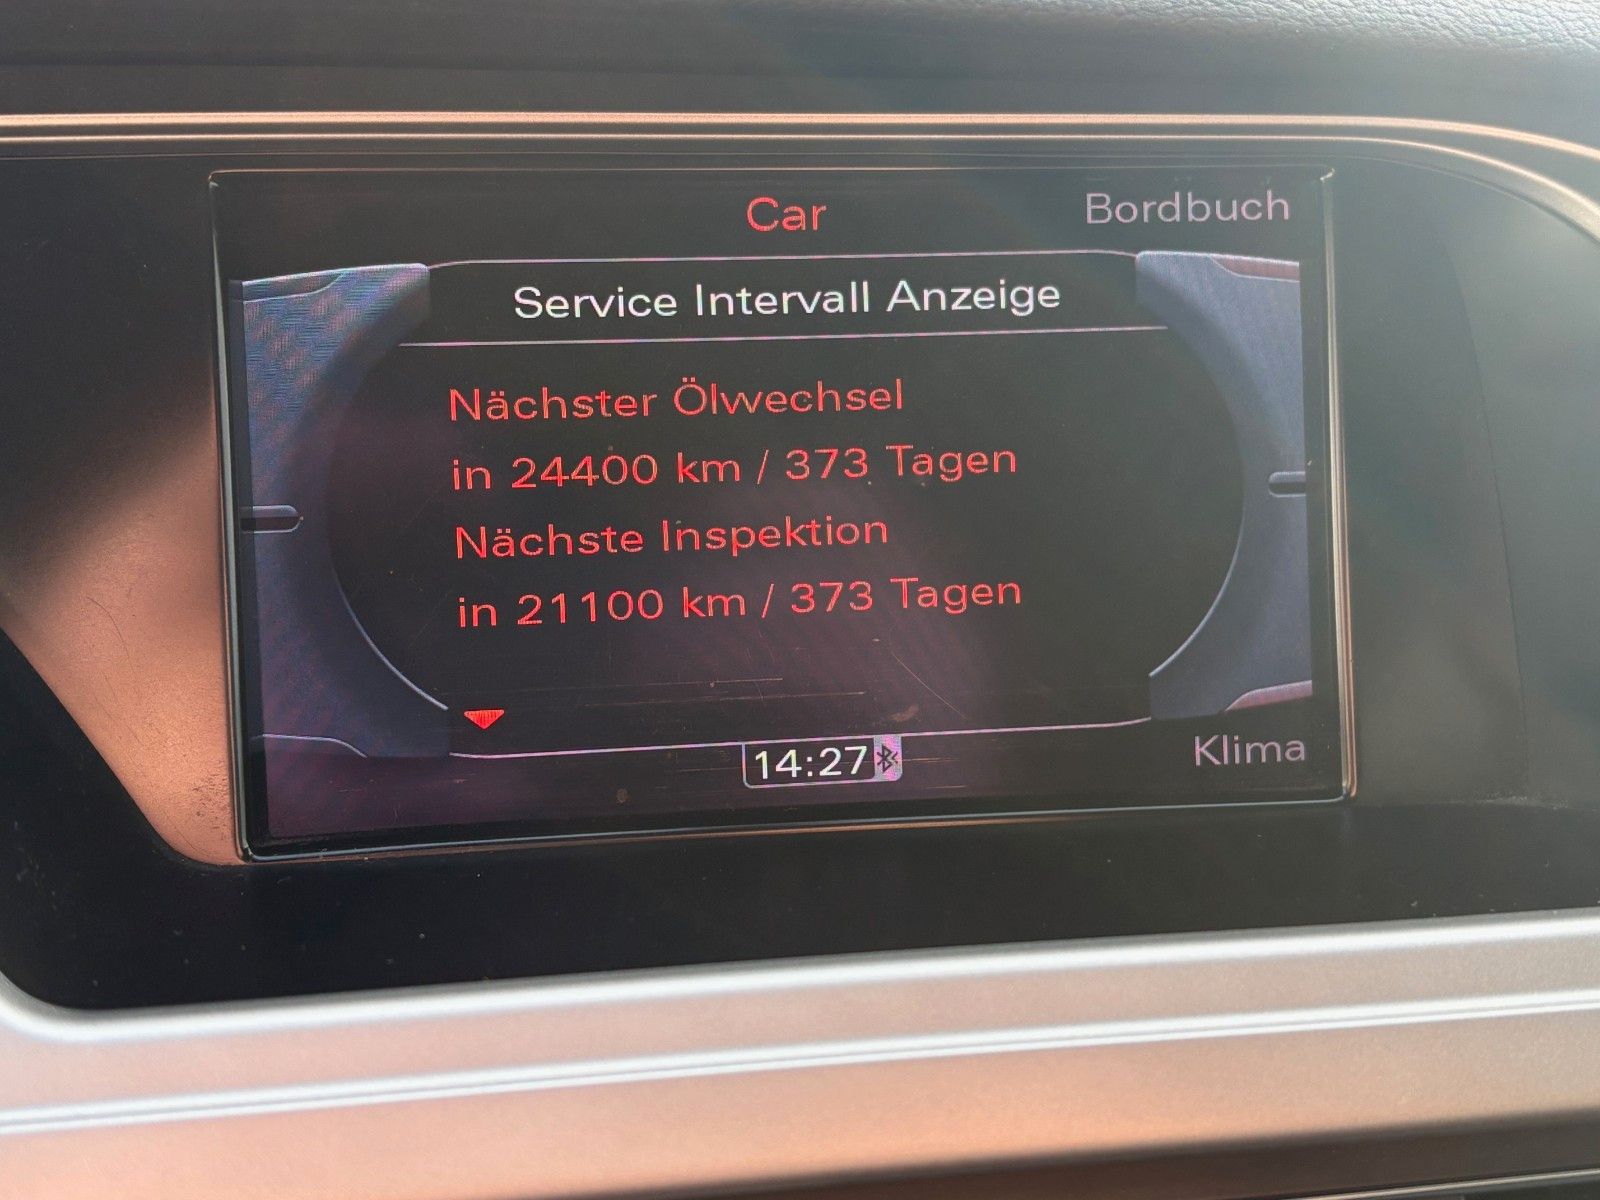 Car
Bordbuch
Service Intervall Anzeige
Nächster Ölwechsel
in 24400 km / 373 Tagen
Nächste Inspektion
in 21100 km / 373 Tagen
14:27
Klima